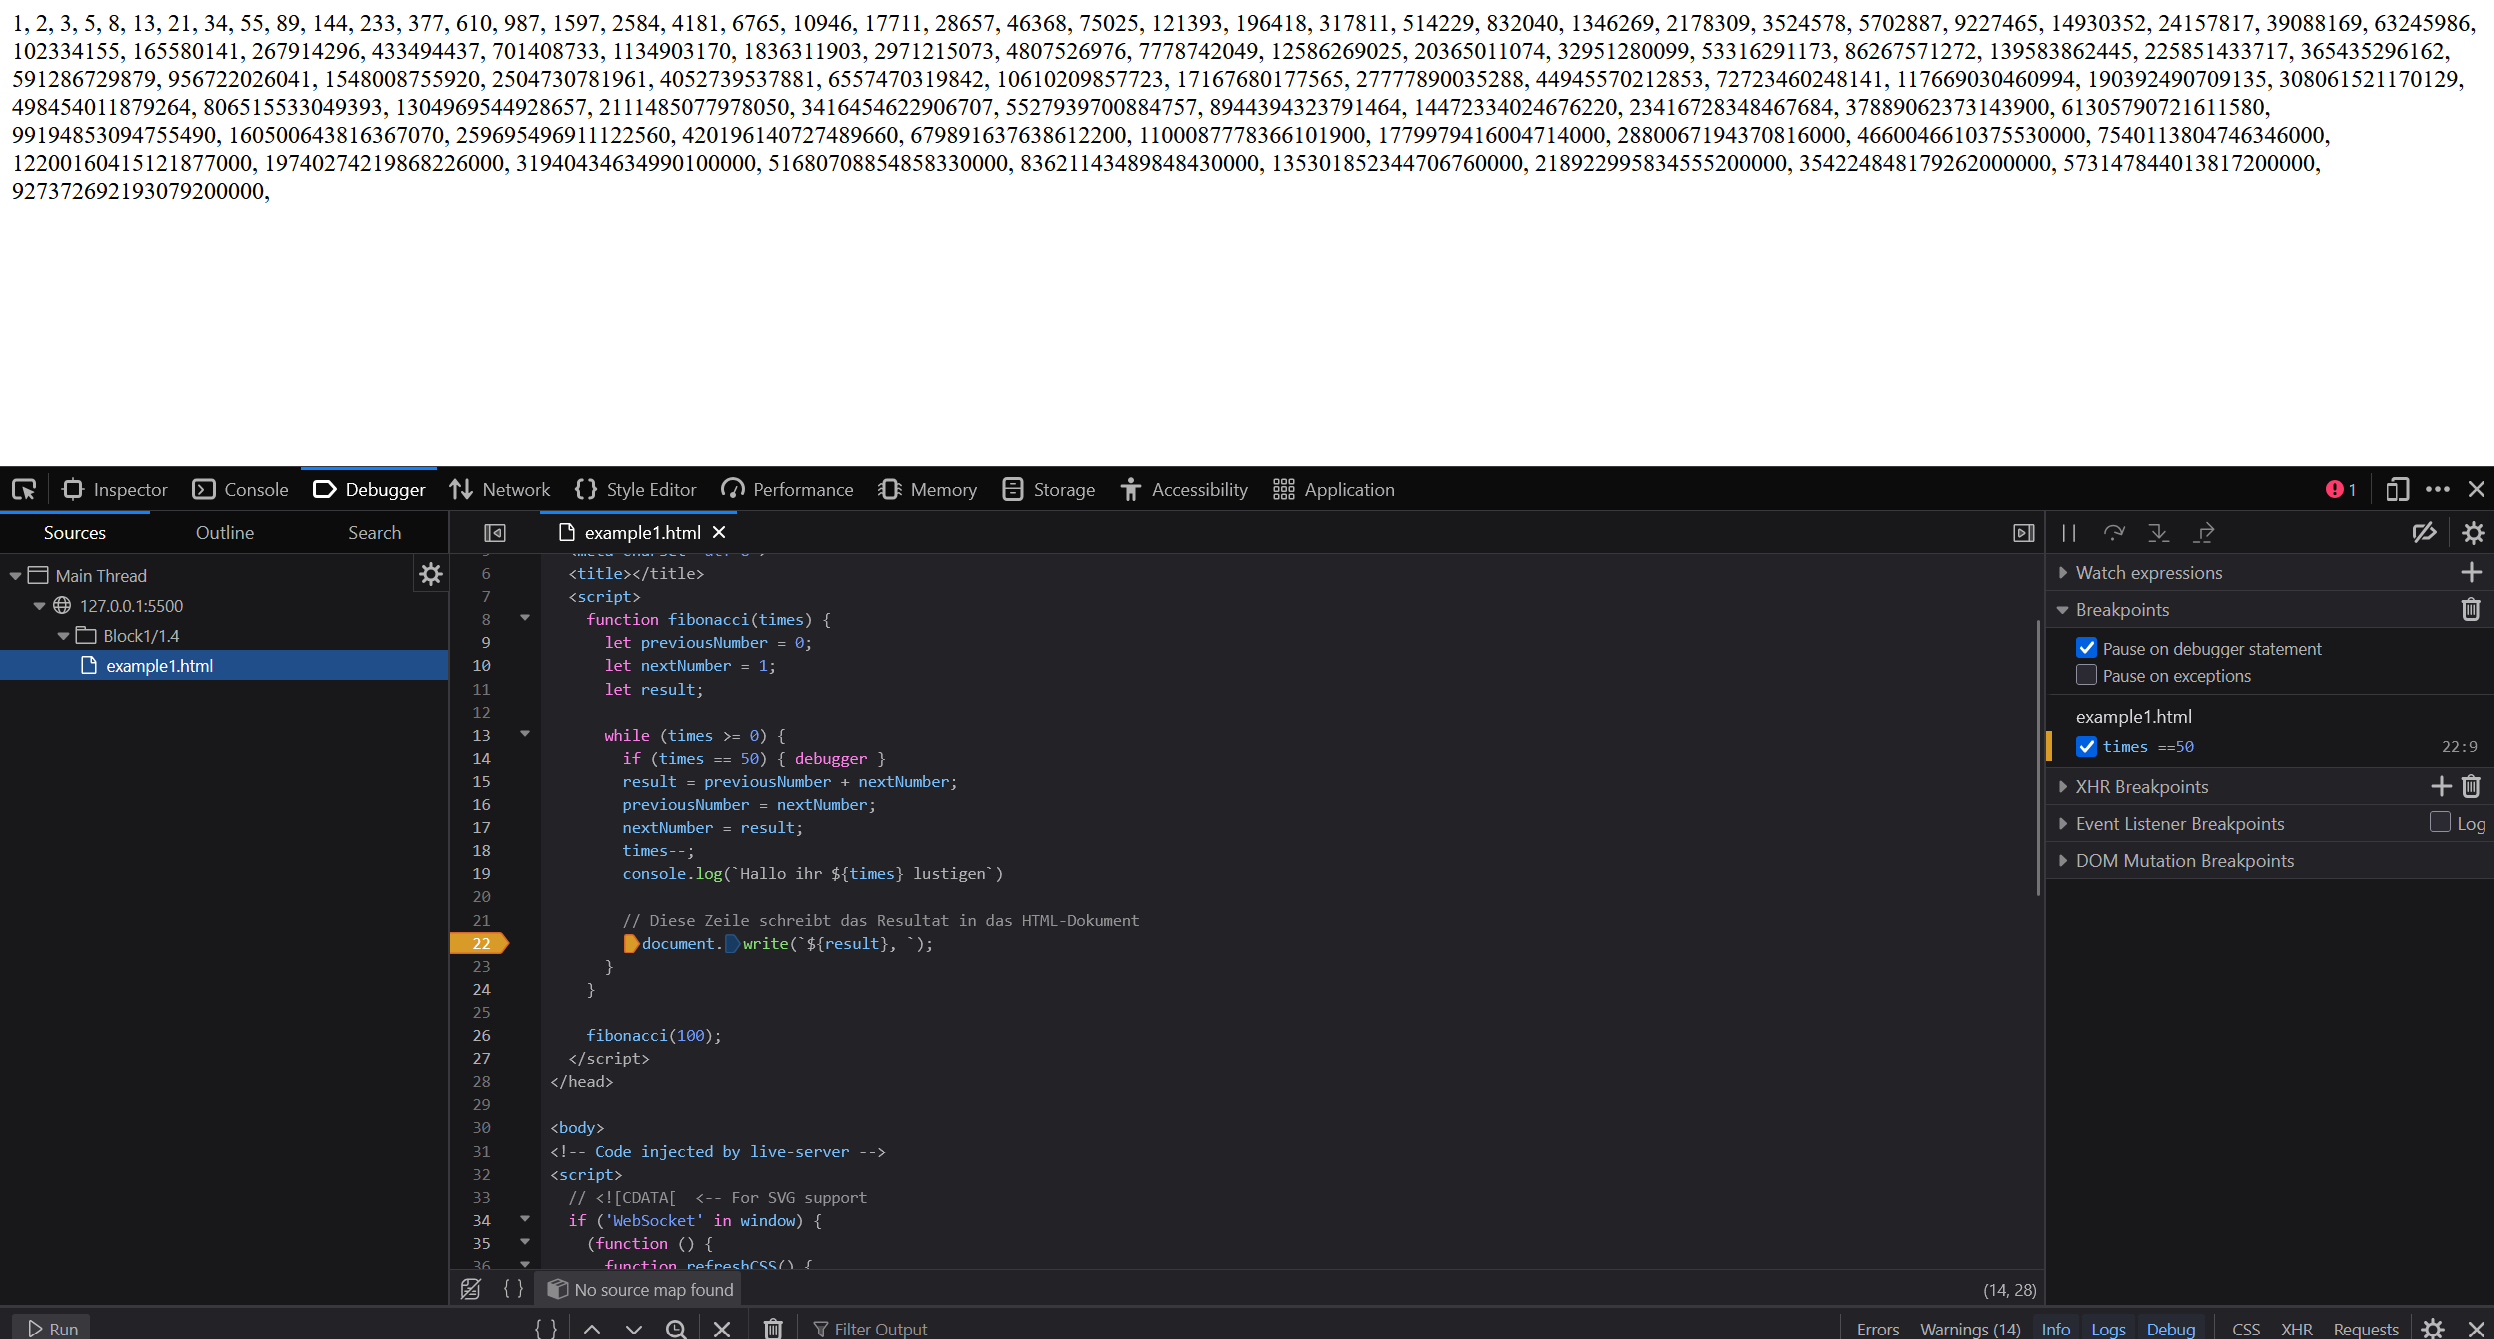 1, 2, 3, 5, 8, 13, 21, 34, 55, 89, 144, 233, 377, 610, 987, 1597, 2584, 4181, 6765, 10946, 17711, 28657, 46368, 75025, 121393, 196418, 317811, 514229, 832040, 1346269, 2178309, 3524578, 5702887, 9227465, 14930352, 24157817, 39088169, 63245986,
102334155, 165580141, 267914296, 433494437, 701408733, 1134903170, 1836311903, 2971215073, 4807526976, 7778742049, 12586269025, 20365011074, 32951280099, 53316291173, 86267571272, 139583862445, 225851433717, 365435296162,
591286729879, 956722026041, 1548008755920, 2504730781961, 4052739537881, 6557470319842, 10610209857723, 17167680177565, 27777890035288, 44945570212853, 72723460248141, 117669030460994, 190392490709135, 308061521170129,
498454011879264, 806515533049393, 1304969544928657, 2111485077978050, 3416454622906707, 5527939700884757, 8944394323791464, 14472334024676220, 23416728348467684, 37889062373143900, 61305790721611580,
99194853094755490, 160500643816367070, 259695496911122560, 420196140727489660, 679891637638612200, 1100087778366101900, 1779979416004714000, 2880067194370816000, 4660046610375530000, 7540113804746346000,
12200160415121877000, 19740274219868226000, 31940434634990100000, 51680708854858330000, 83621143489848430000, 135301852344706760000, 218922995834555200000, 354224848179262000000, 573147844013817200000,
927372692193079200000,
Inspector Console Debugger Network Style Editor Performance Memory Storage Accessibility Application 1
Sources Outline Search example1.html
Main Thread
127.0.0.1:5500
Block1/1.4
example1.html
6 <title></title>
7 <script>
8 function fibonacci(times) {
9 let previousNumber = 0;
10 let nextNumber = 1;
11 let result;
12
13 while (times >= 0) {
14 if (times == 50) { debugger }
15 result = previousNumber + nextNumber;
16 previousNumber = nextNumber;
17 nextNumber = result;
18 times--;
19 console.log(`Hallo ihr ${times} lustigen`)
20
21 // Diese Zeile schreibt das Resultat in das HTML-Dokument
22 document.write(`${result}, `);
23 }
24 }
25
26 fibonacci(100);
27 </script>
28 </head>
29
30 <body>
31 <!-- Code injected by live-server -->
32 <script>
33 // <![CDATA[  <-- For SVG support
34 if ('WebSocket' in window) {
35 (function () {
36 function refreshCSS() {
No source map found (14, 28)
Watch expressions
Breakpoints
Pause on debugger statement
Pause on exceptions
example1.html
times ==50 22:9
XHR Breakpoints
Event Listener Breakpoints Log
DOM Mutation Breakpoints
Run Filter Output Errors Warnings (14) Info Logs Debug CSS XHR Requests